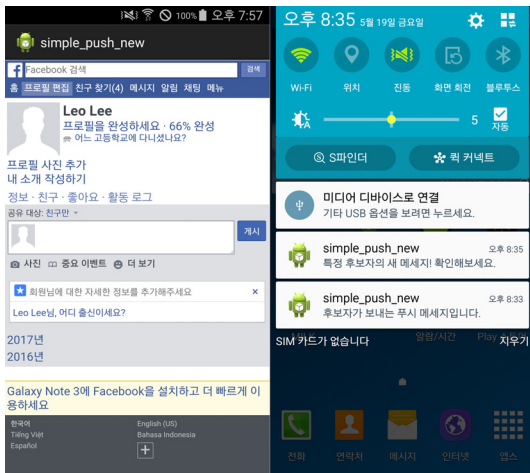 100% 오후 7:57
simple_push_new
Facebook 검색
검색
홈 프로필 편집 친구 찾기(4) 메시지 알림 채팅 메뉴
Leo Lee
프로필을 완성하세요 · 66% 완성
어느 고등학교에 다니셨나요?
프로필 사진 추가
내 소개 작성하기
정보 · 친구 · 좋아요 · 활동 로그
공유 대상: 친구만
게시
사진 중요 이벤트 더 보기
회원님에 대한 자세한 정보를 추가해주세요 ×
Leo Lee님, 어디 출신이세요?
2017년
2016년
Galaxy Note 3에 Facebook을 설치하고 더 빠르게 이
용하세요
한국어 English (US)
Tiếng Việt Bahasa Indonesia
Español
오후 8:35 5월 19일 금요일
Wi-Fi 위치 진동 화면 회전 블루투스
5 자동
S파인더 퀵 커넥트
미디어 디바이스로 연결
기타 USB 옵션을 보려면 누르세요.
simple_push_new 오후 8:35
특정 후보자의 새 메세지! 확인해보세요.
simple_push_new 오후 8:33
후보자가 보내는 푸시 메세지입니다.
SIM 카드가 없습니다 알람/시간 Play 지우기
전화 연락처 메시지 인터넷 앱스